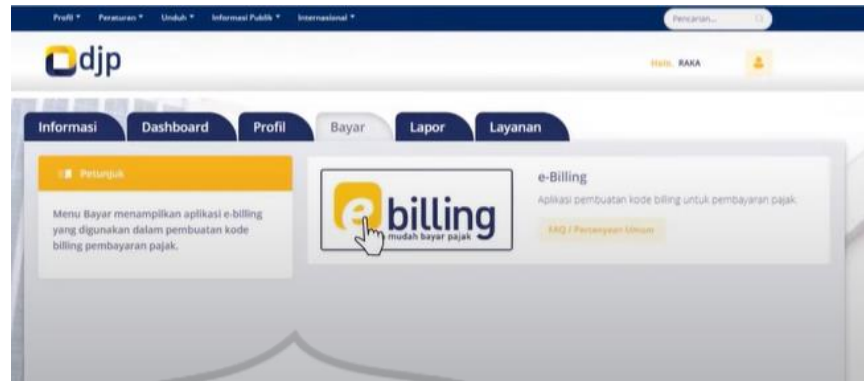 Profil Peraturan Unduh Informasi Publik Internasional
Pencarian...
djp
Halo, RAKA
Informasi Dashboard Profil Bayar Lapor Layanan
Petunjuk
Menu Bayar menampilkan aplikasi e-billing
yang digunakan dalam pembuatan kode
billing pembayaran pajak.
e billing
mudah bayar pajak
e-Billing
Aplikasi pembuatan kode billing untuk pembayaran pajak.
FAQ / Pertanyaan Umum